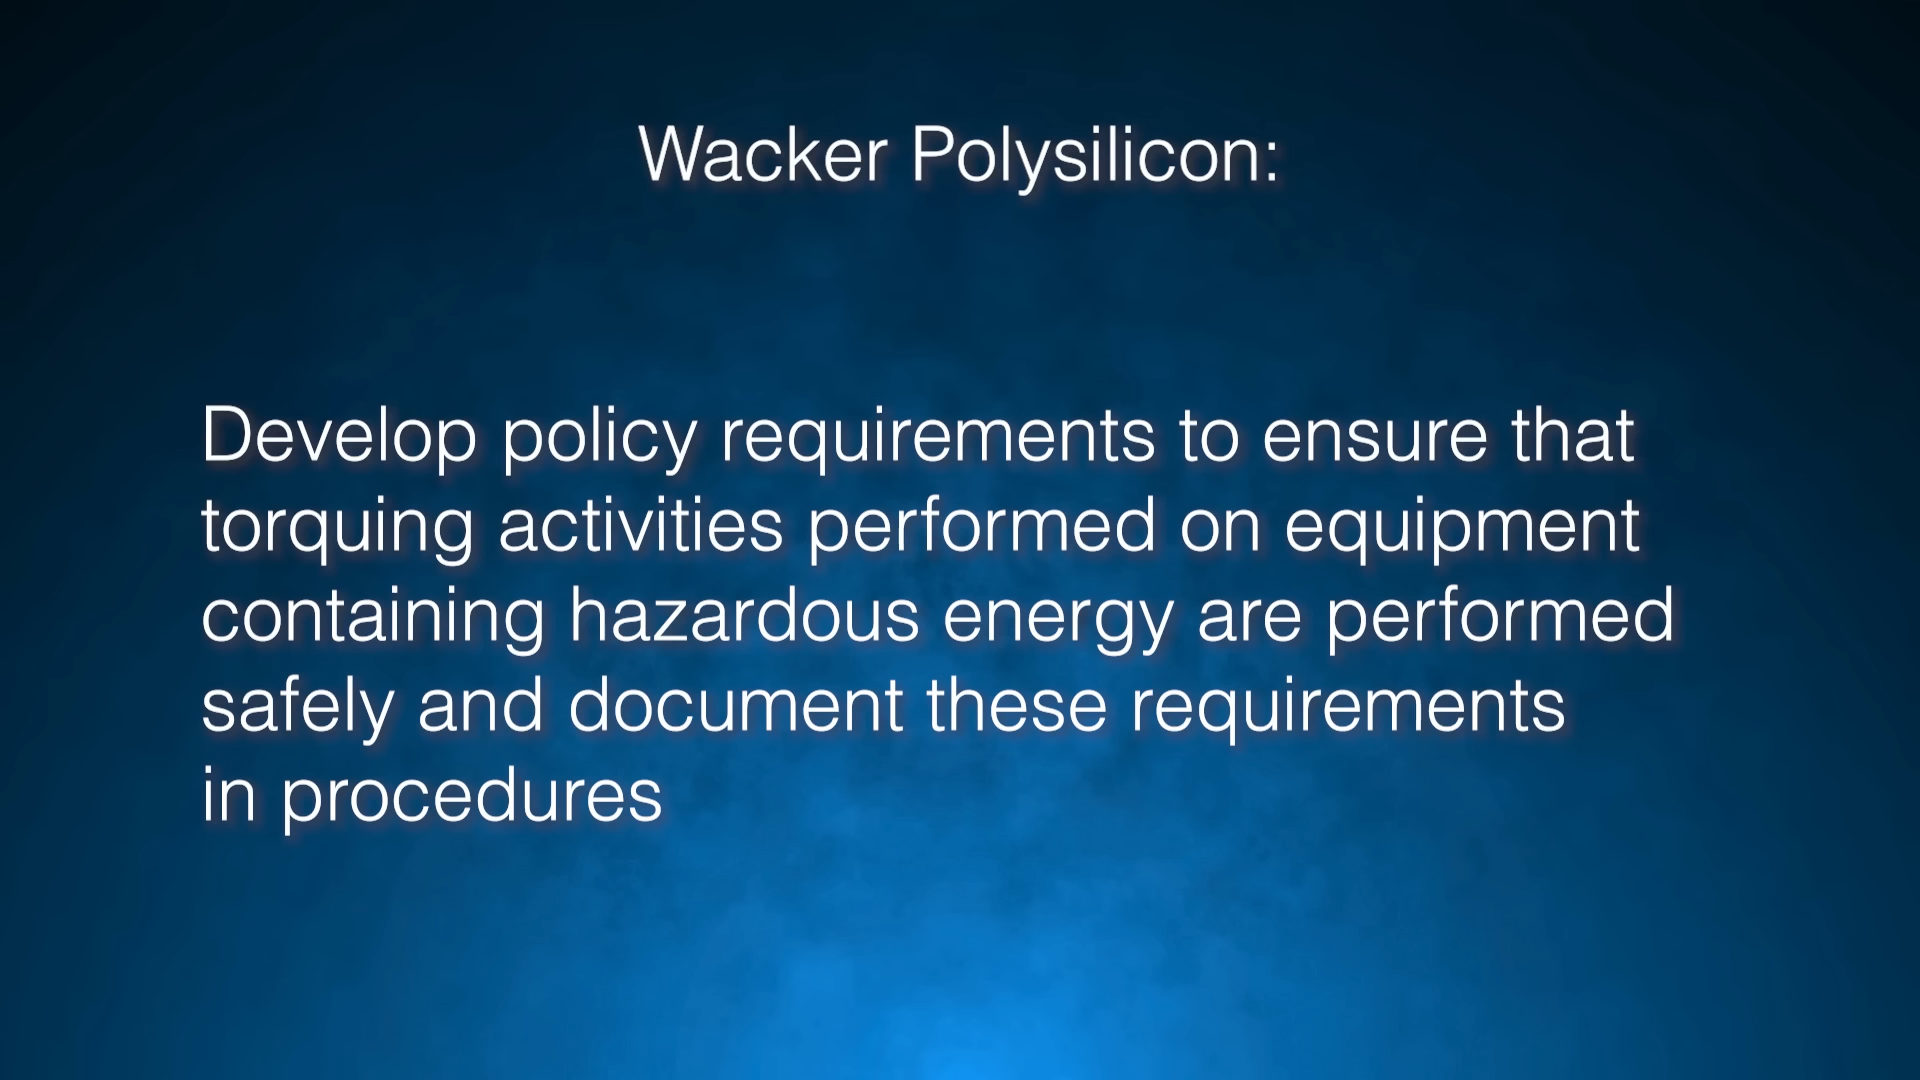 Wacker Polysilicon:
Develop policy requirements to ensure that
torquing activities performed on equipment
containing hazardous energy are performed
safely and document these requirements
in procedures